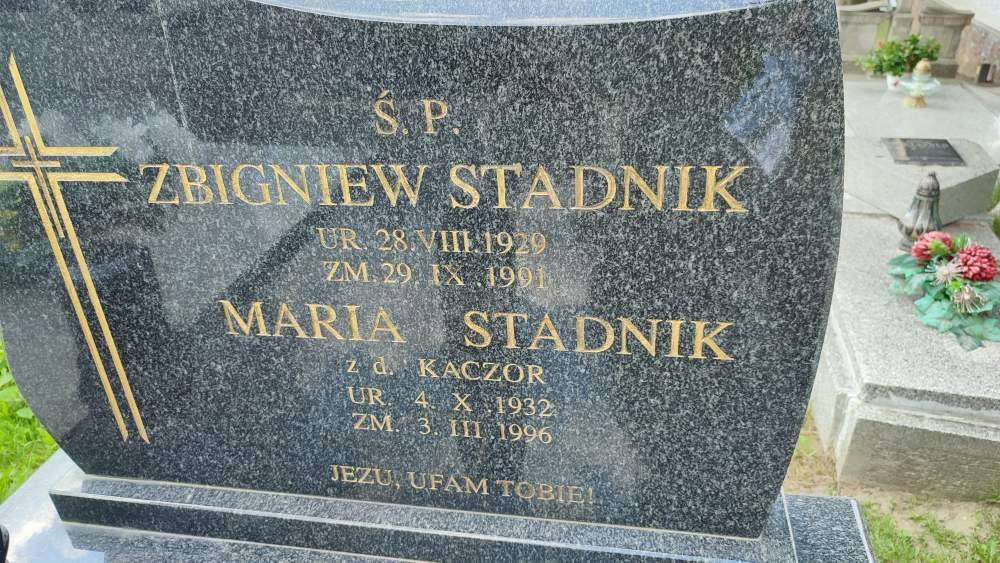 Ś. P.
ZBIGNIEW STADNIK
UR. 28.VIII.1929
ZM. 29. IX .1991
MARIA STADNIK
z d. KACZOR
UR 4. X .1932
ZM. 3. III .1996
JEZU, UFAM TOBIE!